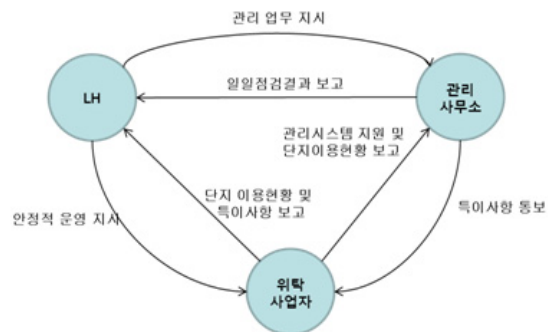 관리 업무 지시
LH
일일점검결과 보고
관리
사무소
관리시스템 지원 및
단지이용현황 보고
단지 이용현황 및
특이사항 보고
안정적 운영 지사
특이사항 통보
위탁
사업자